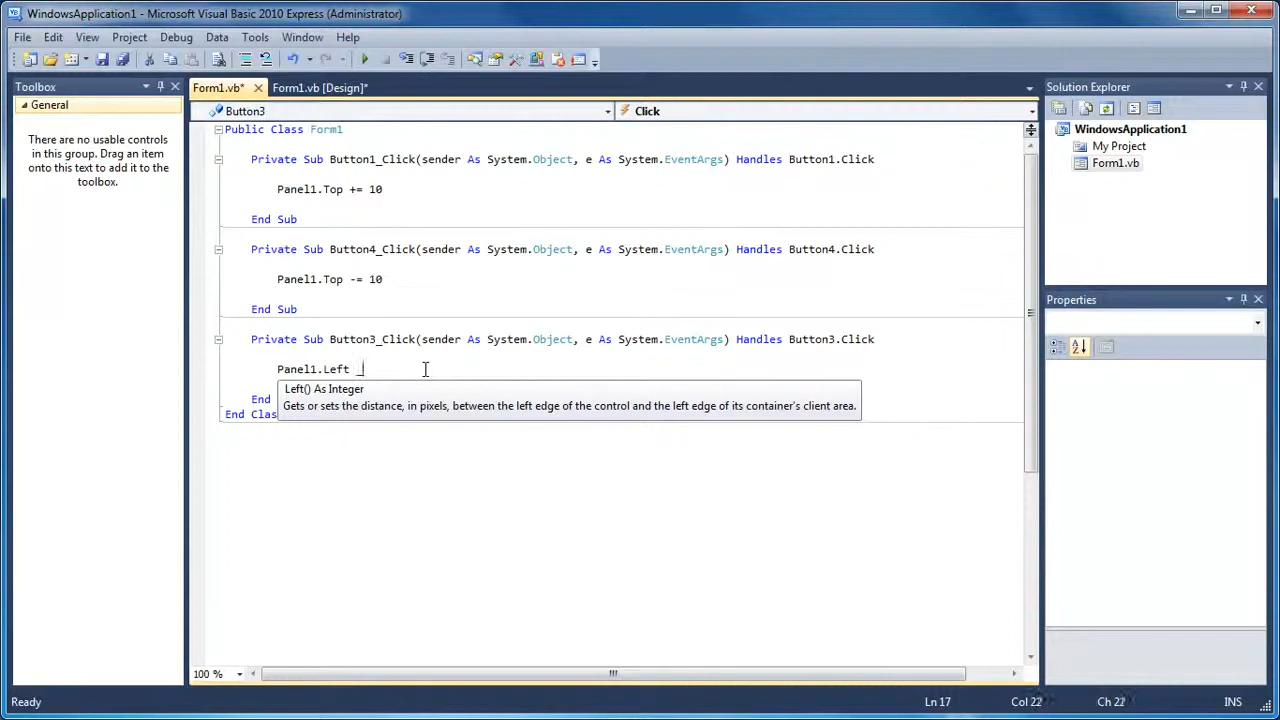 WindowsApplication1 - Microsoft Visual Basic 2010 Express (Administrator)
File Edit View Project Debug Data Tools Window Help
Toolbox
General
There are no usable controls
in this group. Drag an item
onto this text to add it to the
toolbox.
Form1.vb* Form1.vb [Design]*
Button3 Click
Public Class Form1
Private Sub Button1_Click(sender As System.Object, e As System.EventArgs) Handles Button1.Click
Panel1.Top += 10
End Sub
Private Sub Button4_Click(sender As System.Object, e As System.EventArgs) Handles Button4.Click
Panel1.Top -= 10
End Sub
Private Sub Button3_Click(sender As System.Object, e As System.EventArgs) Handles Button3.Click
Panel1.Left _
Left() As Integer
Gets or sets the distance, in pixels, between the left edge of the control and the left edge of its container's client area.
End
End Clas
100 %
Solution Explorer
WindowsApplication1
My Project
Form1.vb
Properties
Ready Ln 17 Col 22 Ch 22 INS